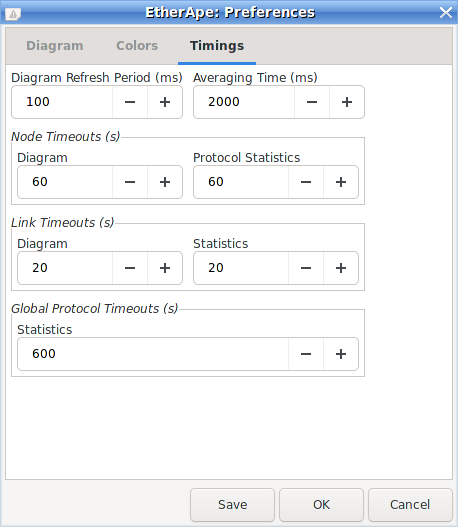 EtherApe: Preferences
Diagram Colors Timings
Diagram Refresh Period (ms) Averaging Time (ms)
100 2000
Node Timeouts (s)
Diagram Protocol Statistics
60 60
Link Timeouts (s)
Diagram Statistics
20 20
Global Protocol Timeouts (s)
Statistics
600
Save OK Cancel